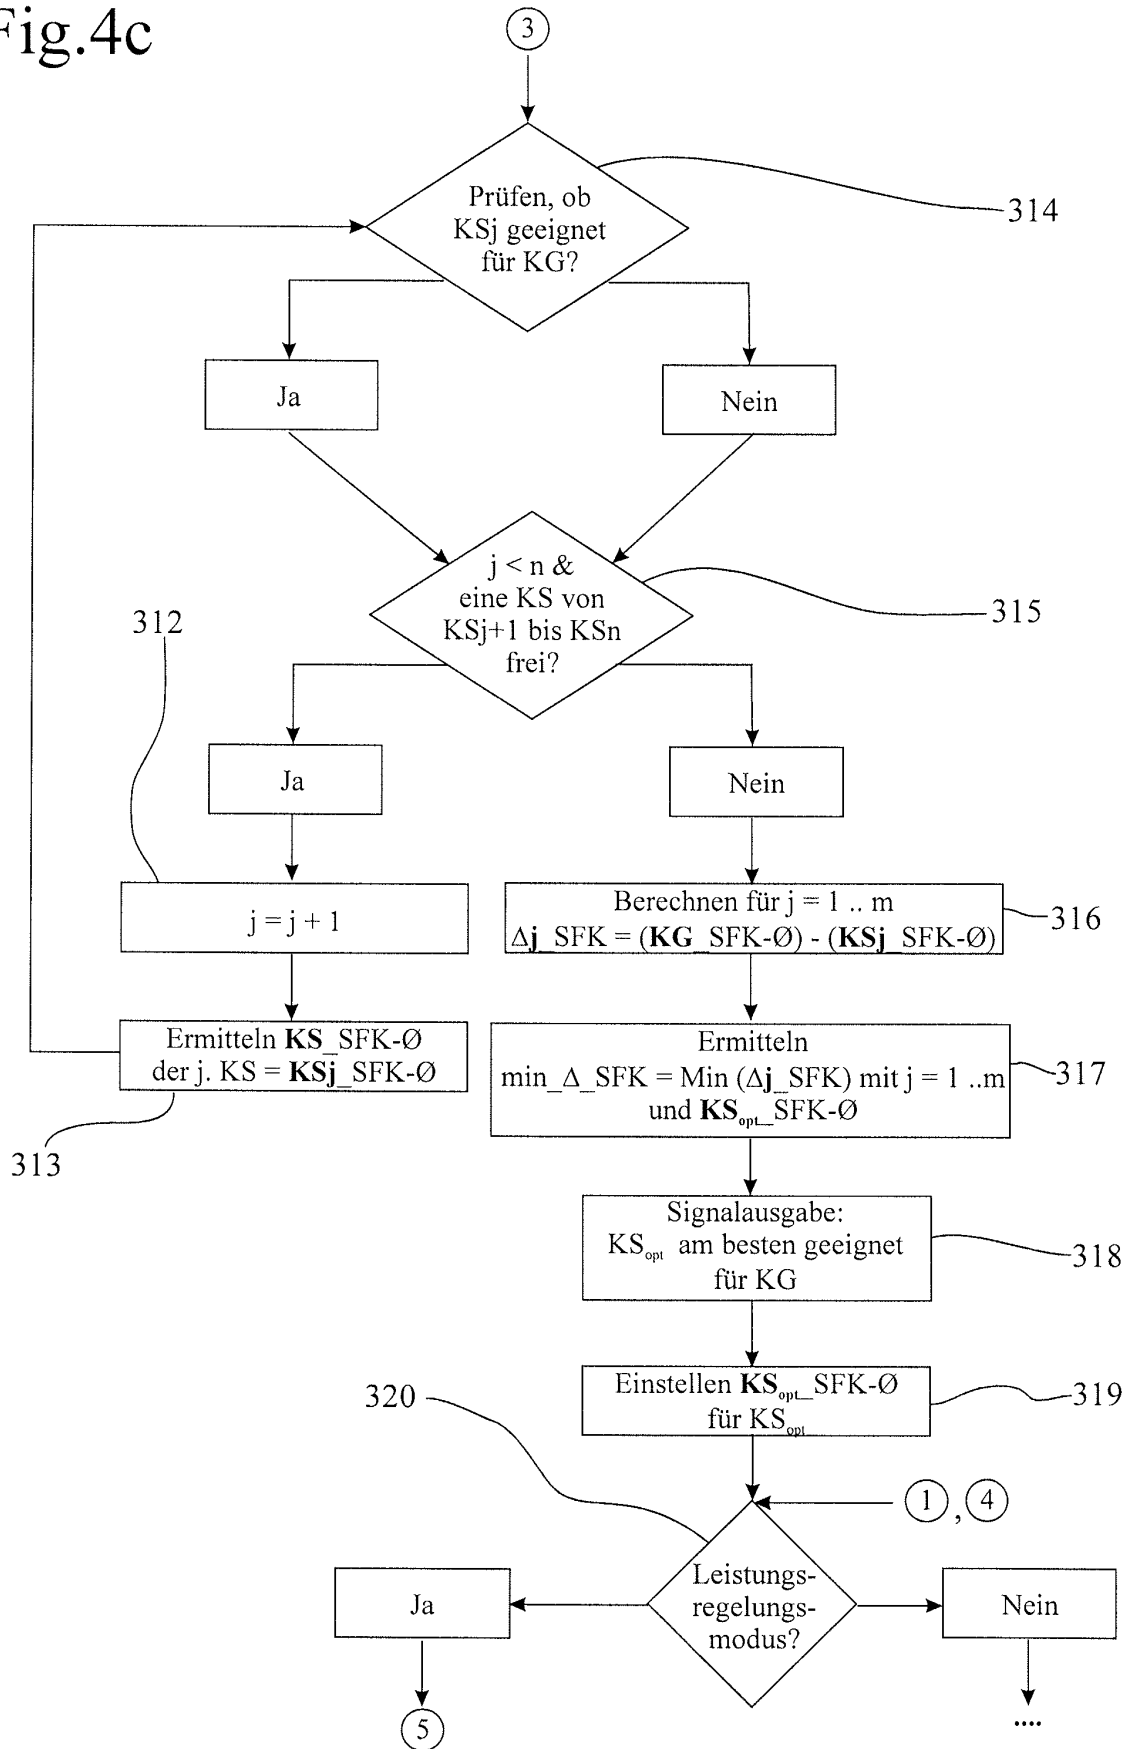 Fig.4c
3
Prüfen, ob
KSj geeignet
für KG?
314
Ja
Nein
j < n &
eine KS von
KSj+1 bis KSn
frei?
315
312
Ja
Nein
j = j + 1
Berechnen für j = 1 .. m
Δj_SFK = (KG_SFK-Ø) - (KSj_SFK-Ø)
316
Ermitteln KS_SFK-Ø
der j. KS = KSj_SFK-Ø
313
Ermitteln
min_Δ_SFK = Min (Δj_SFK) mit j = 1 ..m
und KSopt_SFK-Ø
317
Signalausgabe:
KSopt am besten geeignet
für KG
318
Einstellen KSopt_SFK-Ø
für KSopt
319
320
1 , 4
Leistungs-
regelungs-
modus?
Ja
Nein
5
....